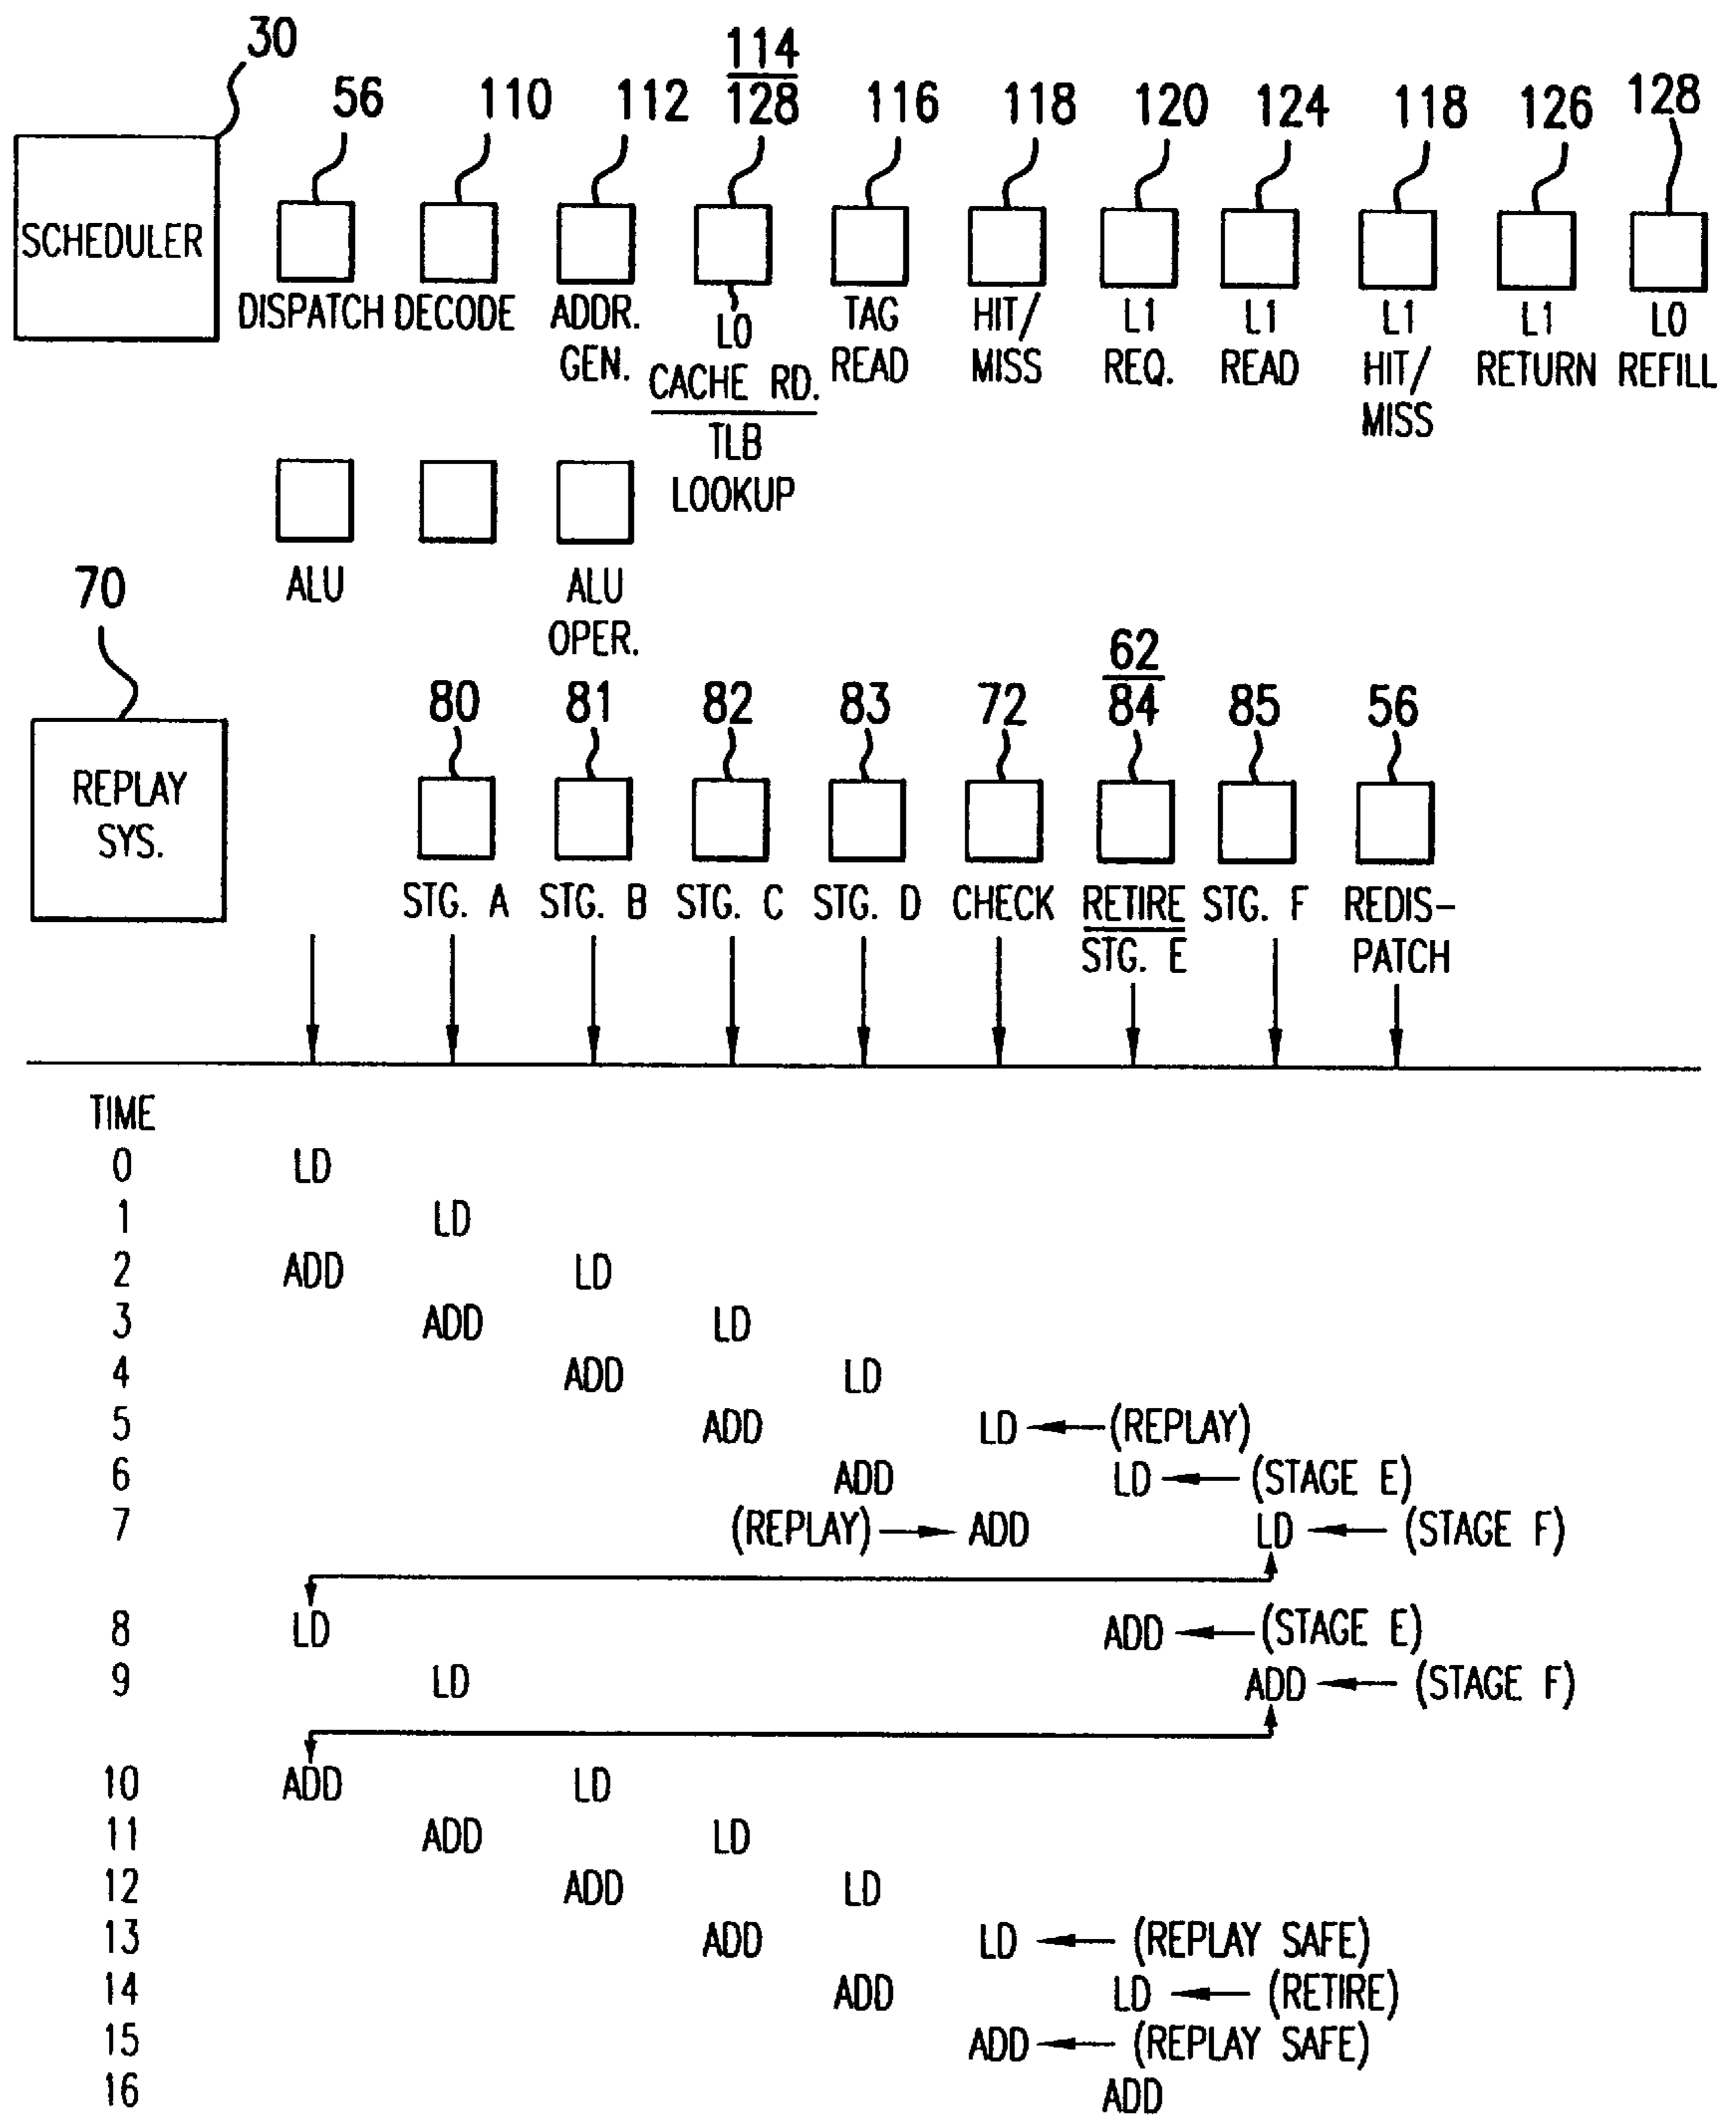 30
56 110 112 114 116 118 120 124 118 126 128
128
SCHEDULER
DISPATCH DECODE ADDR. L0 TAG HIT/ L1 L1 L1 L1 L0
GEN. CACHE RD. READ MISS REQ. READ HIT/ RETURN REFILL
TLB MISS
LOOKUP
ALU ALU
OPER.
70
80 81 82 83 72 62 85 56
84
REPLAY
SYS.
STG. A STG. B STG. C STG. D CHECK RETIRE STG. F REDIS-
STG. E PATCH
TIME
0 LD
1 LD
2 ADD LD
3 ADD LD
4 ADD LD
5 ADD LD (REPLAY)
6 ADD LD (STAGE E)
7 (REPLAY) ADD LD (STAGE F)
8 LD ADD (STAGE E)
9 LD ADD (STAGE F)
10 ADD LD
11 ADD LD
12 ADD LD
13 ADD LD (REPLAY SAFE)
14 ADD LD (RETIRE)
15 ADD (REPLAY SAFE)
16 ADD